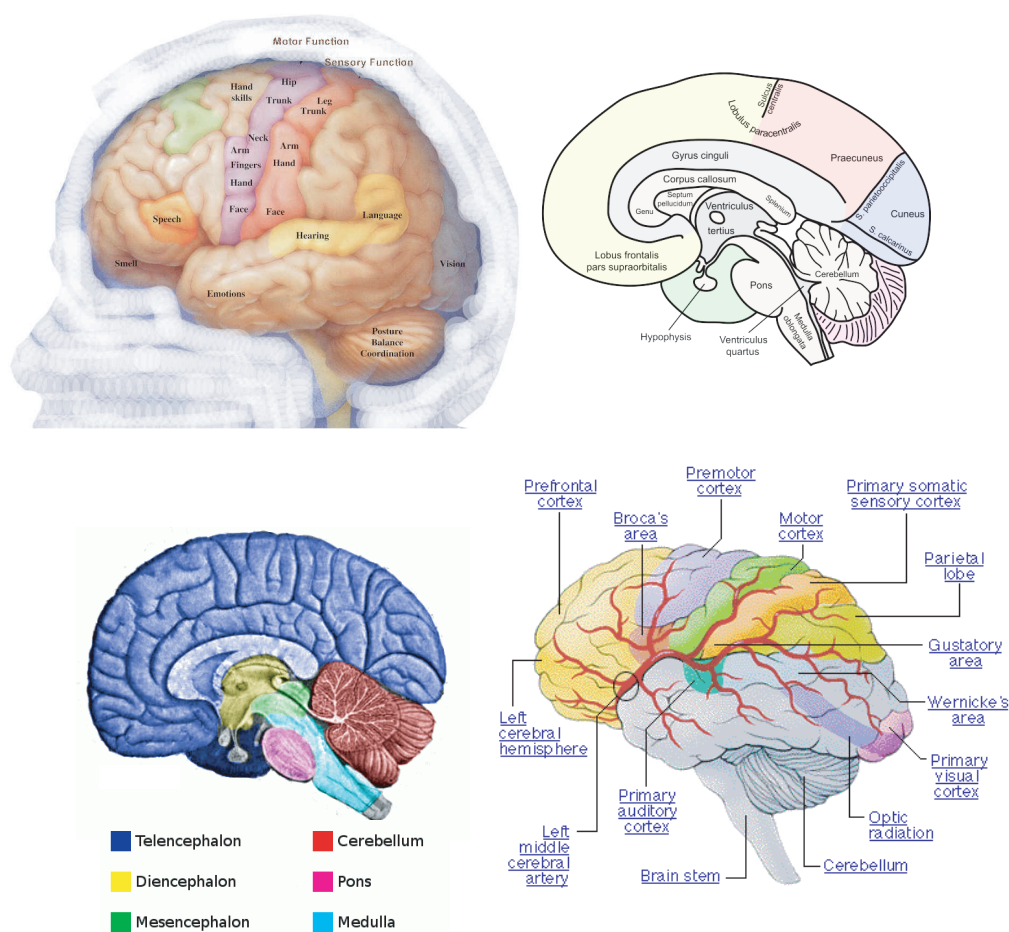 Motor Function
Sensory Function
Hand
skills
Hip
Trunk
Leg
Trunk
Neck
Arm
Fingers
Hand
Face
Arm
Hand
Face
Speech
Language
Hearing
Smell
Vision
Emotions
Posture
Balance
Coordination
Sulcus
centralis
Lobulus paracentralis
Praecuneus
Gyrus cinguli
Corpus callosum
Septum
pellucidum
Genu
Splenium
Ventriculus
tertius
S. parietooccipitalis
Cuneus
S. calcarinus
Lobus frontalis
pars supraorbitalis
Pons
Cerebellum
Hypophysis
Medulla
oblongata
Ventriculus
quartus
Telencephalon
Diencephalon
Mesencephalon
Cerebellum
Pons
Medulla
Prefrontal
cortex
Premotor
cortex
Primary somatic
sensory cortex
Broca's
area
Motor
cortex
Parietal
lobe
Gustatory
area
Wernicke's
area
Left
cerebral
hemisphere
Primary
visual
cortex
Primary
auditory
cortex
Optic
radiation
Left
middle
cerebral
artery
Brain stem
Cerebellum